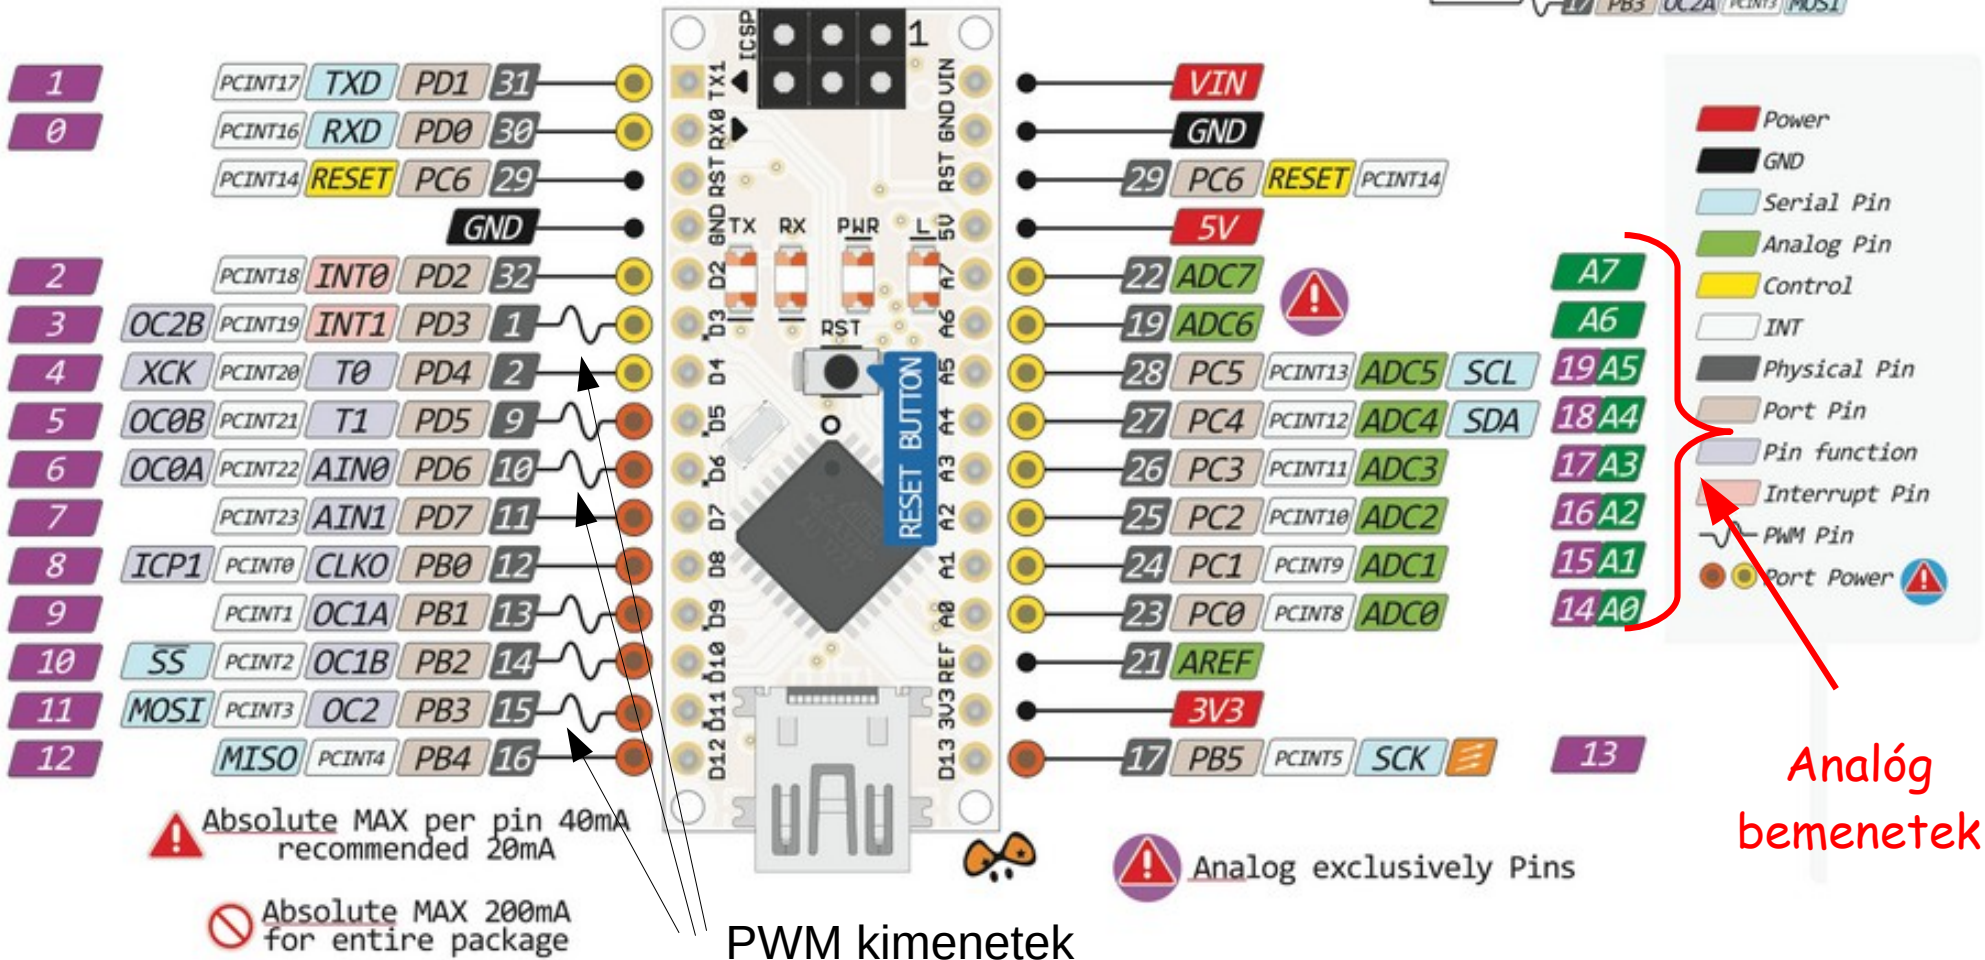 17 PB3 OC2A PCINT3 MOSI
ICSP 1
1 PCINT17 TXD PD1 31 TX1 VIN VIN
0 PCINT16 RXD PD0 30 RX0 GND GND
PCINT14 RESET PC6 29 RST RST 29 PC6 RESET PCINT14
GND GND 5V 5V
TX RX PWR L
2 PCINT18 INT0 PD2 32 D2 A7 22 ADC7 A7
3 OC2B PCINT19 INT1 PD3 1 D3 A6 19 ADC6 A6
RST
4 XCK PCINT20 T0 PD4 2 D4 A5 28 PC5 PCINT13 ADC5 SCL 19 A5
5 OC0B PCINT21 T1 PD5 9 D5 A4 27 PC4 PCINT12 ADC4 SDA 18 A4
6 OC0A PCINT22 AIN0 PD6 10 D6 A3 26 PC3 PCINT11 ADC3 17 A3
7 PCINT23 AIN1 PD7 11 D7 A2 25 PC2 PCINT10 ADC2 16 A2
8 ICP1 PCINT0 CLKO PB0 12 D8 A1 24 PC1 PCINT9 ADC1 15 A1
9 PCINT1 OC1A PB1 13 D9 A0 23 PC0 PCINT8 ADC0 14 A0
10 SS PCINT2 OC1B PB2 14 D10 REF 21 AREF
11 MOSI PCINT3 OC2 PB3 15 D11 3V3 3V3
12 MISO PCINT4 PB4 16 D12 D13 17 PB5 PCINT5 SCK 13
RESET BUTTON
Power
GND
Serial Pin
Analog Pin
Control
INT
Physical Pin
Port Pin
Pin function
Interrupt Pin
PWM Pin
Port Power
Analóg
bemenetek
Absolute MAX per pin 40mA
recommended 20mA
Absolute MAX 200mA
for entire package
Analog exclusively Pins
PWM kimenetek